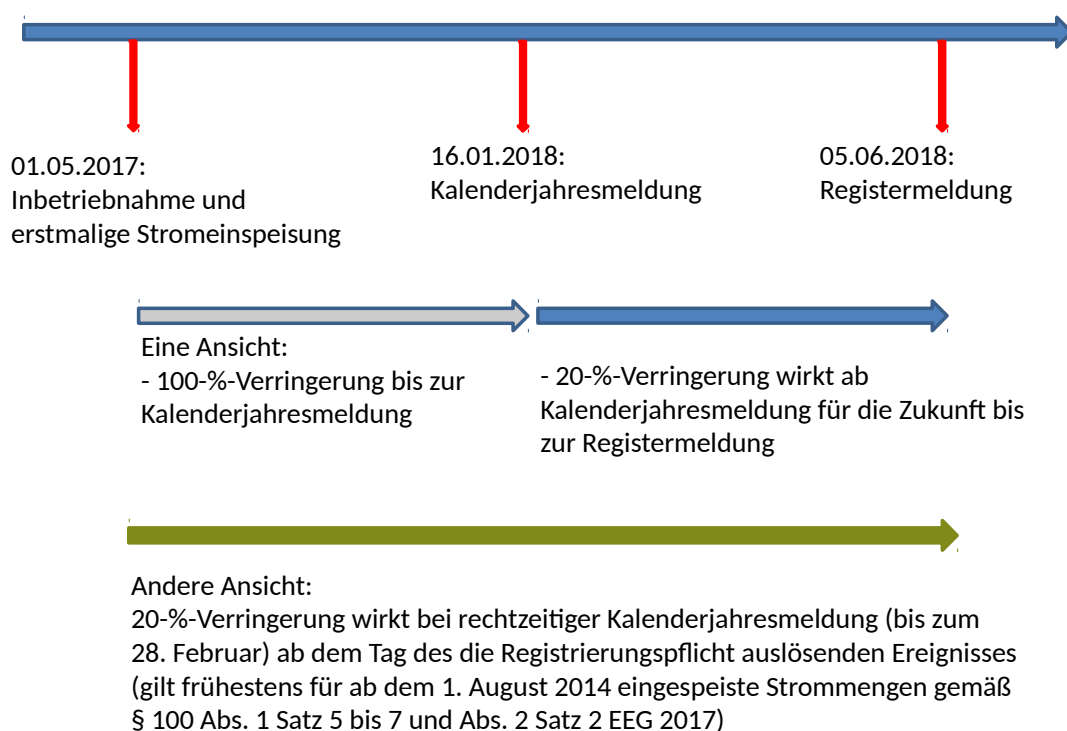 01.05.2017:
Inbetriebnahme und
erstmalige Stromeinspeisung
16.01.2018:
Kalenderjahresmeldung
05.06.2018:
Registermeldung
Eine Ansicht:
- 100-%-Verringerung bis zur
Kalenderjahresmeldung
- 20-%-Verringerung wirkt ab
Kalenderjahresmeldung für die Zukunft bis
zur Registermeldung
Andere Ansicht:
20-%-Verringerung wirkt bei rechtzeitiger Kalenderjahresmeldung (bis zum
28. Februar) ab dem Tag des die Registrierungspflicht auslösenden Ereignisses
(gilt frühestens für ab dem 1. August 2014 eingespeiste Strommengen gemäß
§ 100 Abs. 1 Satz 5 bis 7 und Abs. 2 Satz 2 EEG 2017)